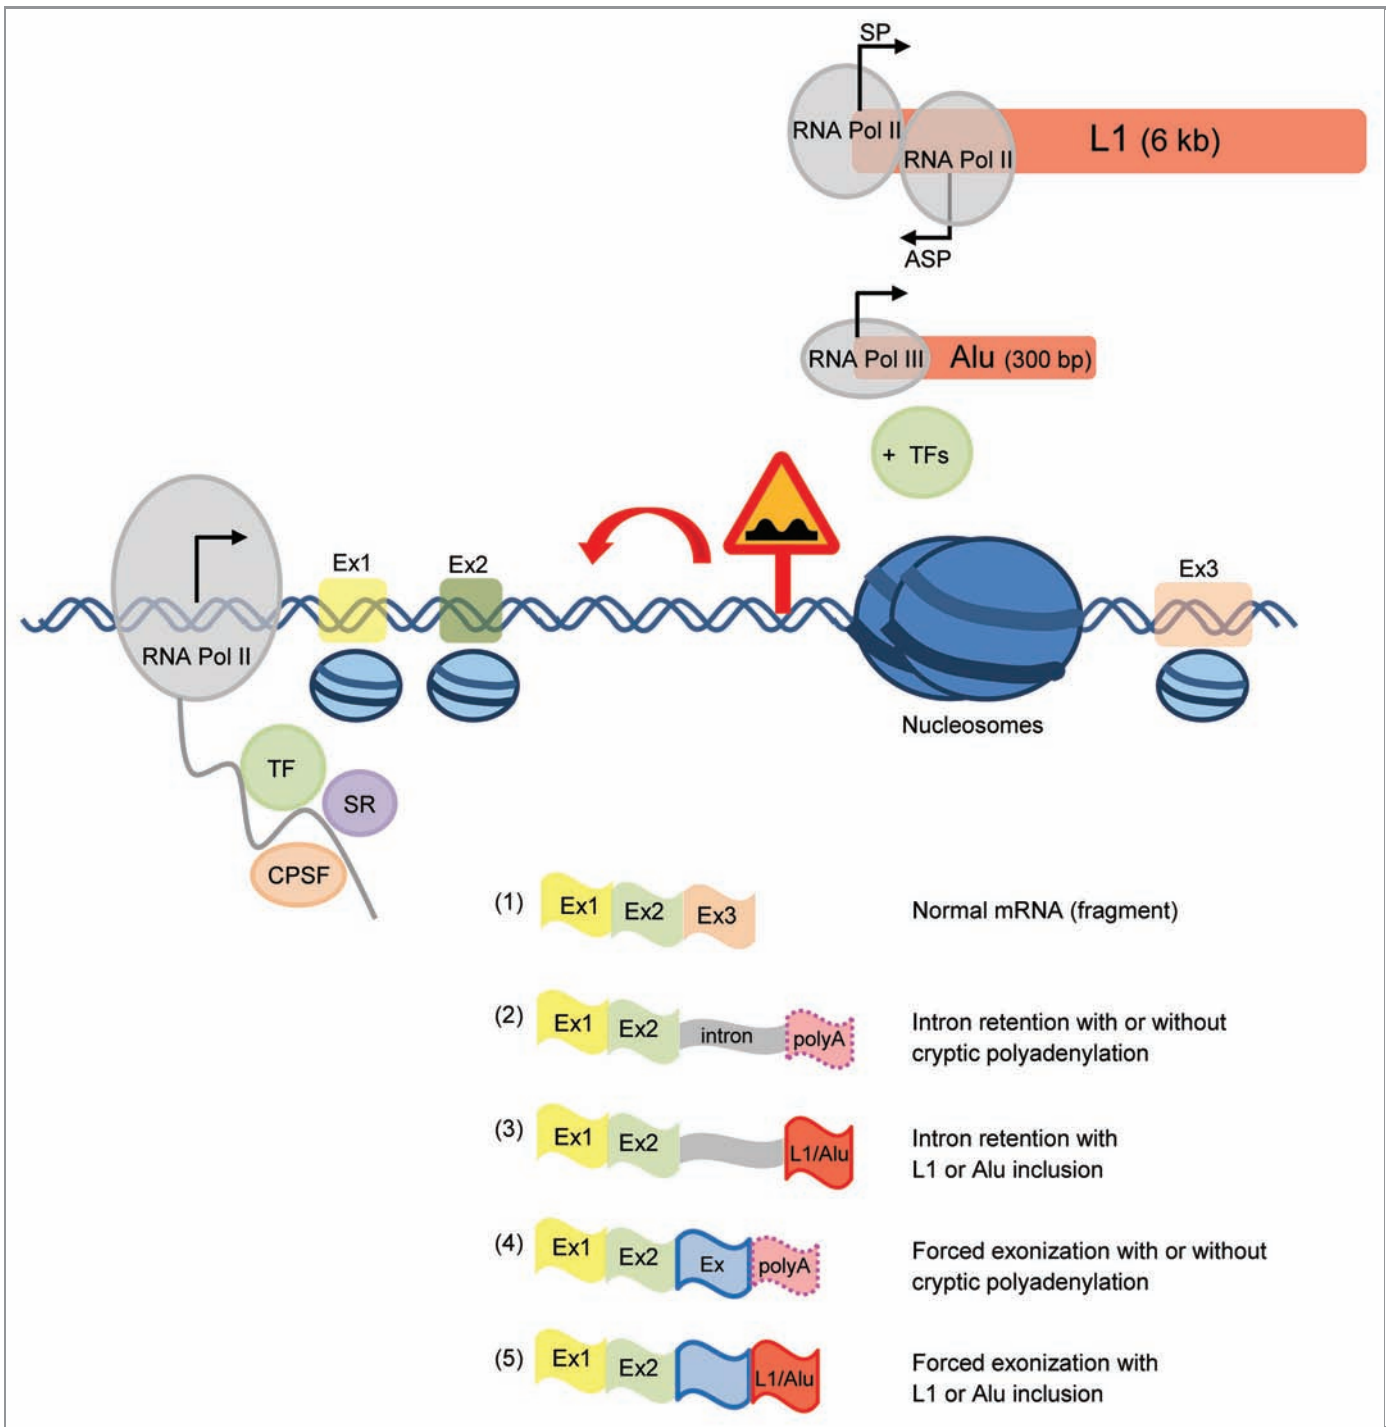 SP
RNA Pol II
L1 (6 kb)
RNA Pol II
ASP
RNA Pol III
Alu (300 bp)
+ TFs
Ex1
Ex2
Ex3
RNA Pol II
Nucleosomes
TF
SR
CPSF
(1)
Ex1
Ex2
Ex3
Normal mRNA (fragment)
(2)
Ex1
Ex2
intron
polyA
Intron retention with or without
cryptic polyadenylation
(3)
Ex1
Ex2
L1/Alu
Intron retention with
L1 or Alu inclusion
(4)
Ex1
Ex2
Ex
polyA
Forced exonization with or without
cryptic polyadenylation
(5)
Ex1
Ex2
L1/Alu
Forced exonization with
L1 or Alu inclusion